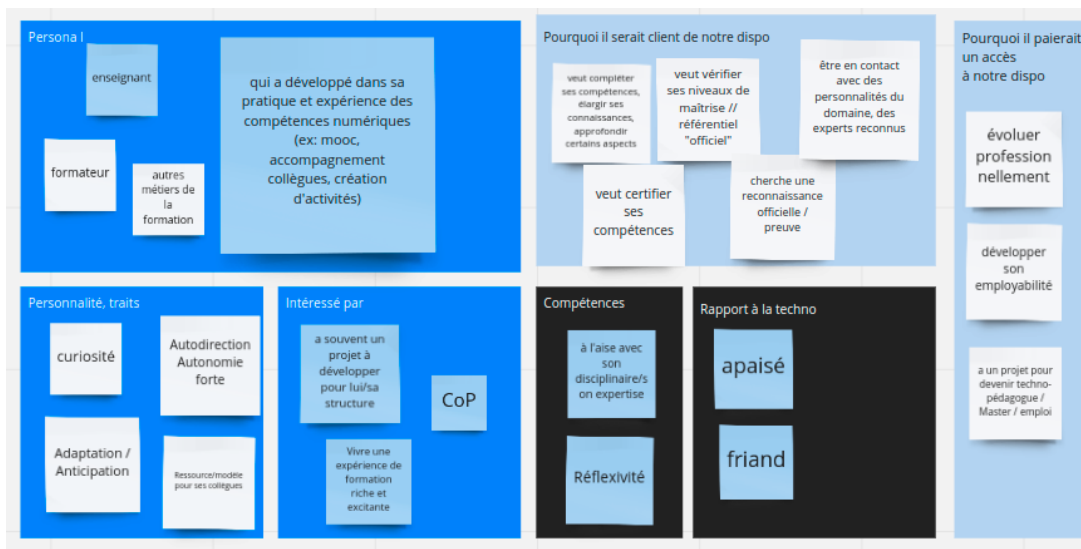 Persona I
enseignant
formateur
autres
métiers de
la
formation
qui a développé dans sa
pratique et expérience des
compétences numériques
(ex: mooc,
accompagnement
collègues, création
d'activités)
Pourquoi il serait client de notre dispo
veut compléter
ses compétences,
élargir ses
connaissances,
approfondir
certains aspects
veut vérifier
ses niveaux de
maîtrise //
référentiel
"officiel"
être en contact
avec des
personnalités du
domaine, des
experts reconnus
veut certifier
ses
compétences
cherche une
reconnaissance
officielle /
preuve
Pourquoi il paierait
un accès
à notre dispo
évoluer
profession
nellement
développer
son
employabilité
a un projet pour
devenir techno-
pédagogue /
Master / emploi
Personnalité, traits
curiosité
Autodirection
Autonomie
forte
Adaptation /
Anticipation
Ressource/modèle
pour ses collègues
Intéressé par
a souvent un
projet à
développer
pour lui/sa
structure
CoP
Vivre une
expérience de
formation
riche et
excitante
Compétences
à l'aise avec
son
disciplinaire/s
on expertise
Réflexivité
Rapport à la techno
apaisé
friand